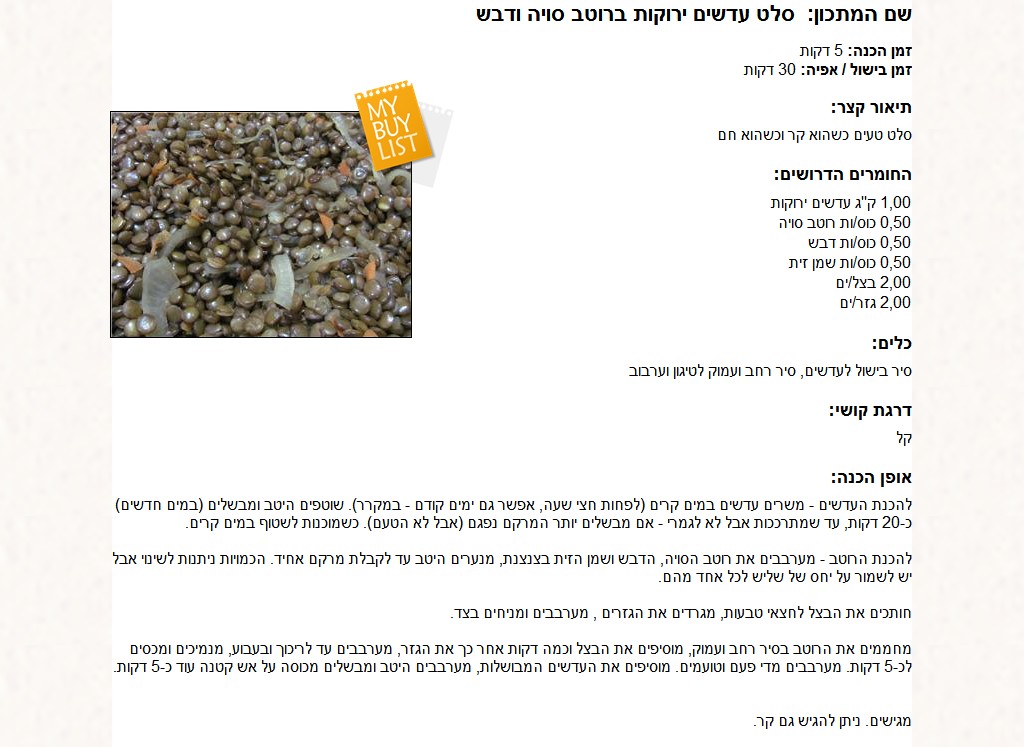 שם המתכון: סלט עדשים ירוקות ברוטב סויה ודבש
זמן הכנה: 5 דקות
זמן בישול / אפיה: 30 דקות
תיאור קצר:
סלט טעים כשהוא קר וכשהוא חם
החומרים הדרושים:
1,00 ק"ג עדשים ירוקות
0,50 כוס/ות רוטב סויה
0,50 כוס/ות דבש
0,50 כוס/ות שמן זית
2,00 בצל/ים
2,00 גזר/ים
MY
BUY
LIST
כלים:
סיר בישול לעדשים, סיר רחב ועמוק לטיגון וערבוב
דרגת קושי:
קל
אופן הכנה:
להכנת העדשים - משרים עדשים במים קרים (לפחות חצי שעה, אפשר גם ימים קודם - במקרר). שוטפים היטב ומבשלים (במים חדשים)
כ-20 דקות, עד שמתרככות אבל לא לגמרי - אם מבשלים יותר המרקם נפגם (אבל לא הטעם). כשמוכנות לשטוף במים קרים.
להכנת הרוטב - מערבבים את רוטב הסויה, הדבש ושמן הזית בצנצנת, מנערים היטב עד לקבלת מרקם אחיד. הכמויות ניתנות לשינוי אבל
יש לשמור על יחס של שליש לכל אחד מהם.
חותכים את הבצל לחצאי טבעות, מגרדים את הגזרים , מערבבים ומניחים בצד.
מחממים את הרוטב בסיר רחב ועמוק, מוסיפים את הבצל וכמה דקות אחר כך את הגזר, מערבבים עד לריכוך ובעבוע, מנמיכים ומכסים
לכ-5 דקות. מערבבים מדי פעם וטועמים. מוסיפים את העדשים המבושלות, מערבבים היטב ומבשלים מכוסה על אש קטנה עוד כ-5 דקות.
מגישים. ניתן להגיש גם קר.